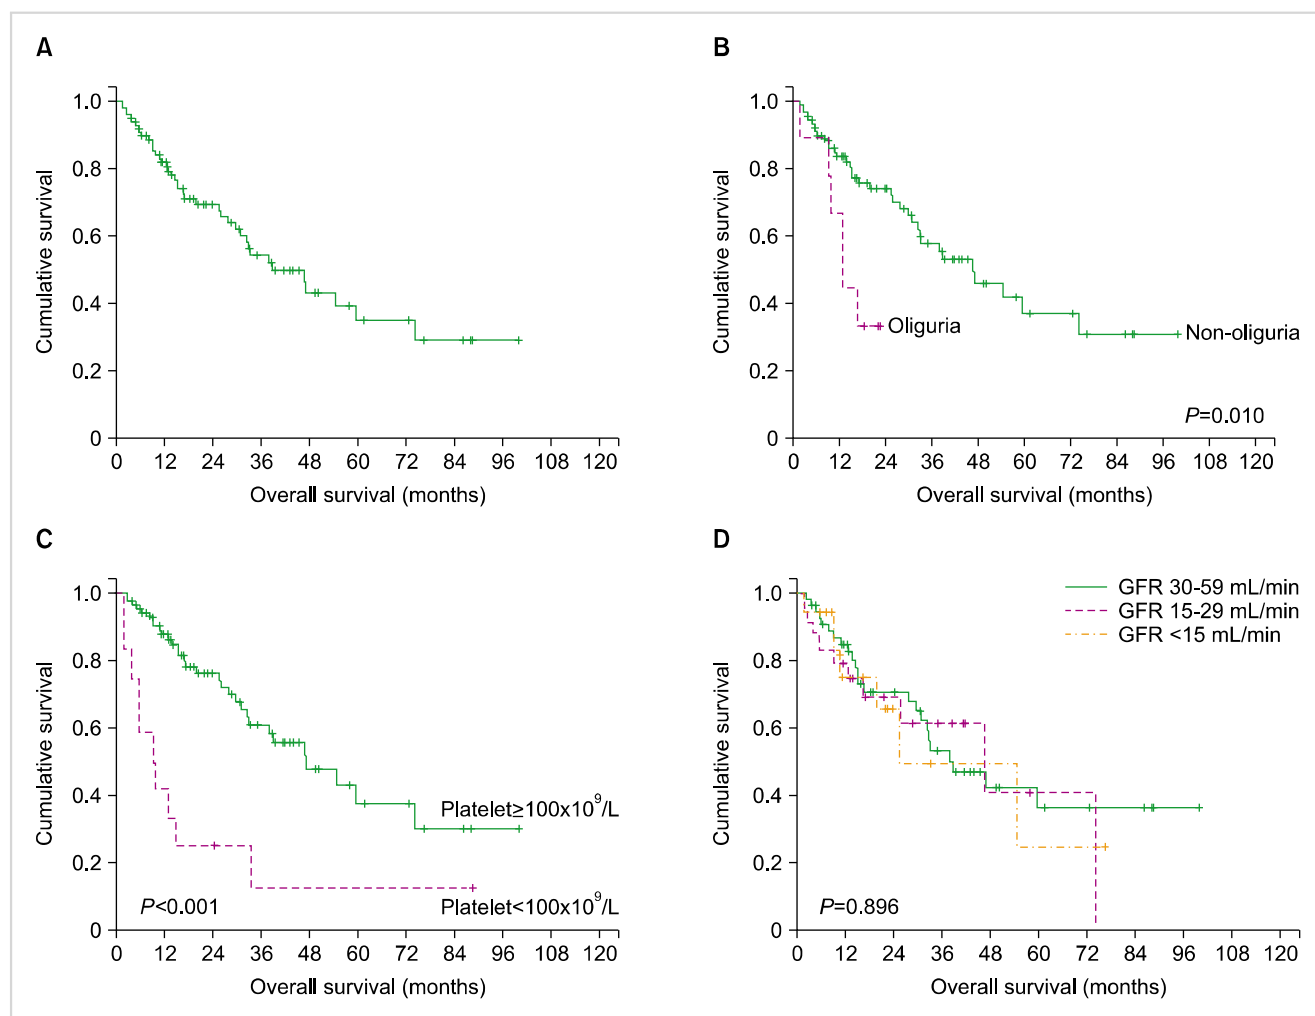 A
1.0
0.8
0.6
0.4
0.2
0
Cumulative survival
0 12 24 36 48 60 72 84 96 108 120
Overall survival (months)
B
1.0
0.8
0.6
0.4
0.2
0
Cumulative survival
Oliguria
Non-oliguria
P=0.010
0 12 24 36 48 60 72 84 96 108 120
Overall survival (months)
C
1.0
0.8
0.6
0.4
0.2
0
Cumulative survival
Platelet≥100x10⁹/L
P<0.001
Platelet<100x10⁹/L
0 12 24 36 48 60 72 84 96 108 120
Overall survival (months)
D
1.0
0.8
0.6
0.4
0.2
0
Cumulative survival
GFR 30-59 mL/min
GFR 15-29 mL/min
GFR <15 mL/min
P=0.896
0 12 24 36 48 60 72 84 96 108 120
Overall survival (months)